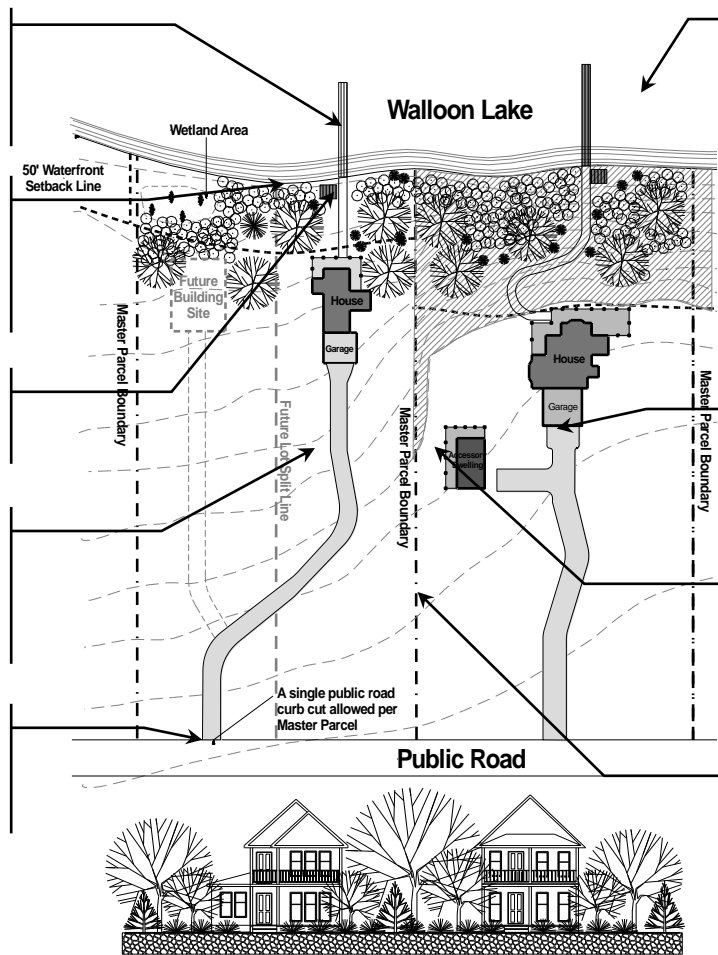 Walloon Lake
Wetland Area
50' Waterfront
Setback Line
Future
Building
Site
House
Garage
House
Garage
Master Parcel Boundary
Future Lot Split Line
Master Parcel Boundary
Master Parcel Boundary
Accessory
Dwelling
A single public road
curb cut allowed per
Master Parcel
Public Road